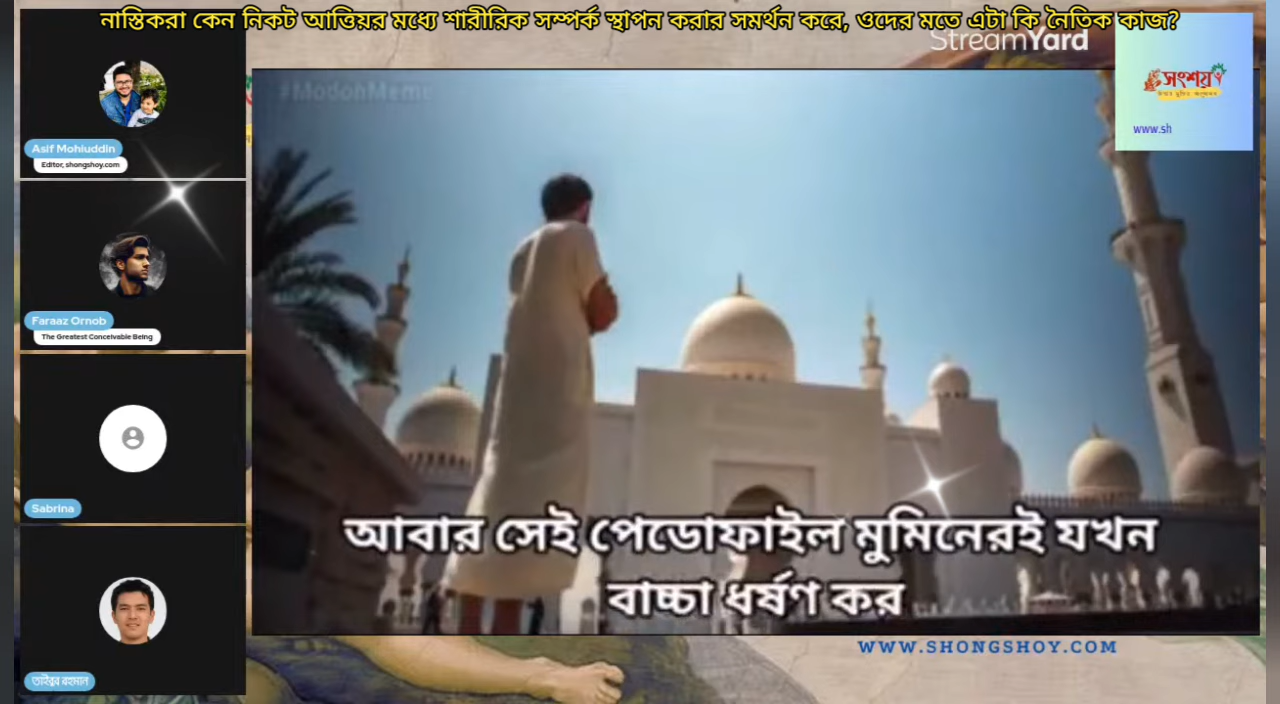 নাস্তিকরা কেন নিকট আত্তিয়র মধ্যে শারীরিক সম্পর্ক স্থাপন করার সমর্থন করে, ওদের মতে এটা কি নৈতিক কাজ?
StreamYard
#ModonMeme
সংশয়
www.sh
Asif Mohiuddin
Editor, shongshoy.com
Faraaz Ornob
The Greatest Conceivable Being
Sabrina
আবার সেই পেডোফাইল মুমিনেরই যখন
বাচ্চা ধর্ষণ কর
WWW.SHONGSHOY.COM